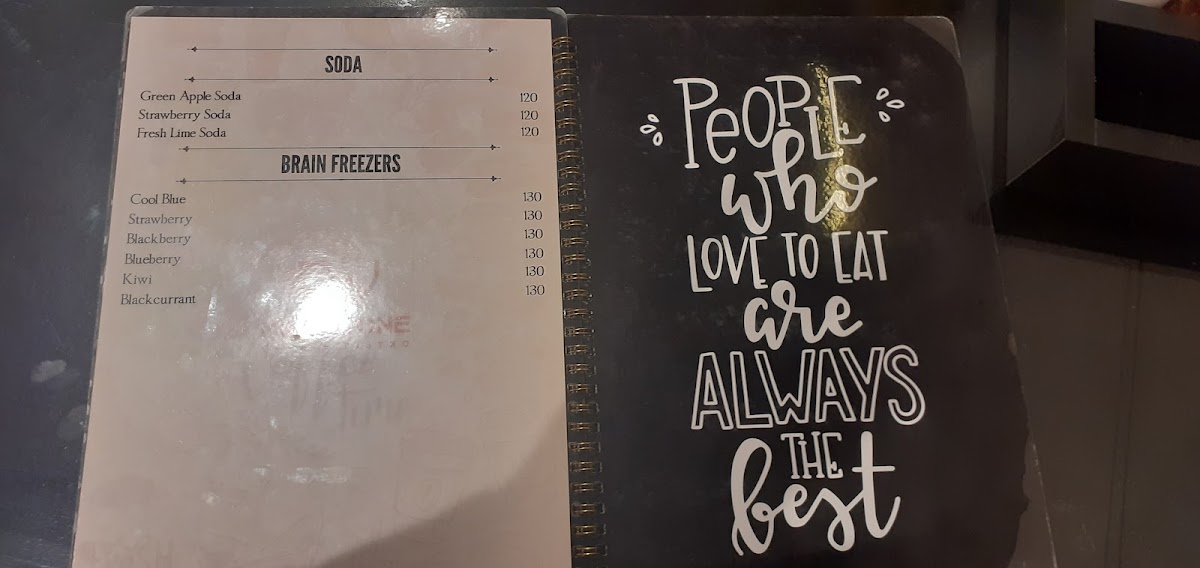 SODA
Green Apple Soda 120
Strawberry Soda 120
Fresh Lime Soda 120
BRAIN FREEZERS
Cool Blue 130
Strawberry 130
Blackberry 130
Blueberry 130
Kiwi 130
Blackcurrant 130
PEOPLE
who
LOVE TO EAT
are
ALWAYS
THE
best